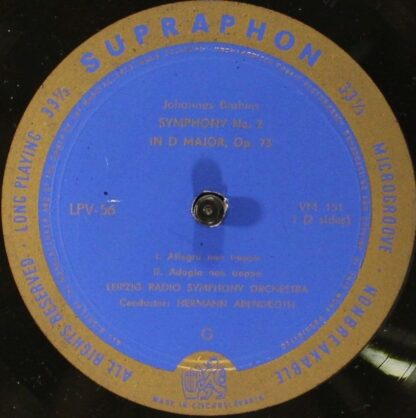 SUPRAPHON
LONG PLAYING 33⅓
33⅓ MICROGROOVE
Johannes Brahms
SYMPHONY No. 2
IN D MAJOR, Op. 73
LPV-56
VM 151
1 (2 sides)
I. Allegro non troppo
II. Adagio non troppo
LEIPZIG RADIO SYMPHONY ORCHESTRA
Conductor: HERMANN ABENDROTH
G
ALL RIGHTS RESERVED
NONBREAKABLE
MADE IN CZECHOSLOVAKIA